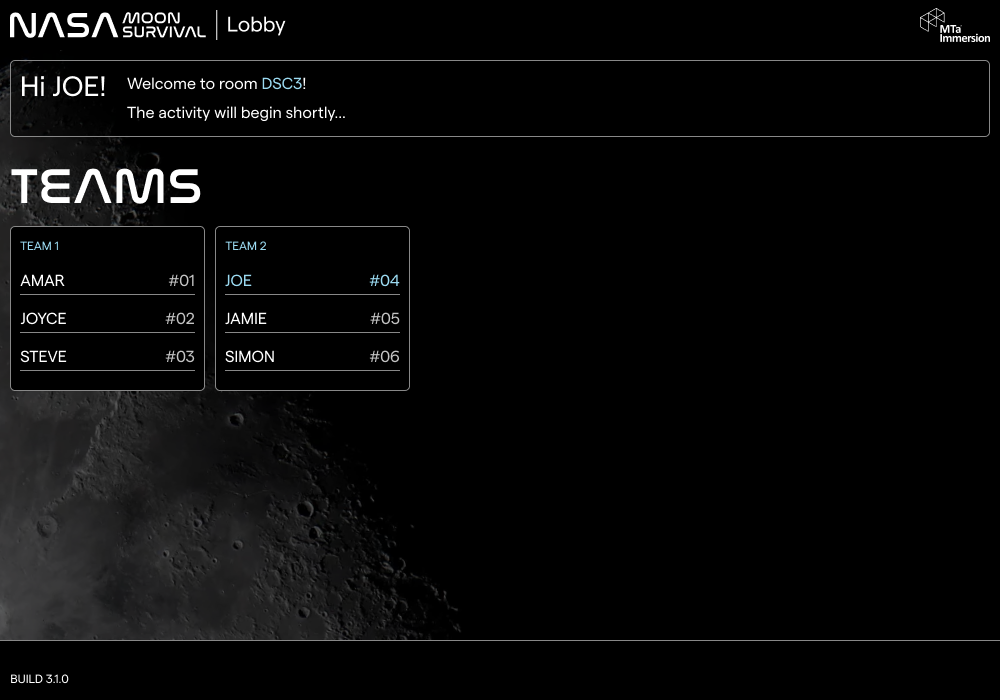 NASA MOON SURVIVAL | Lobby
MTa Immersion
Hi JOE!
Welcome to room DSC3!
The activity will begin shortly...
TEAMS
TEAM 1
AMAR #01
JOYCE #02
STEVE #03
TEAM 2
JOE #04
JAMIE #05
SIMON #06
BUILD 3.1.0